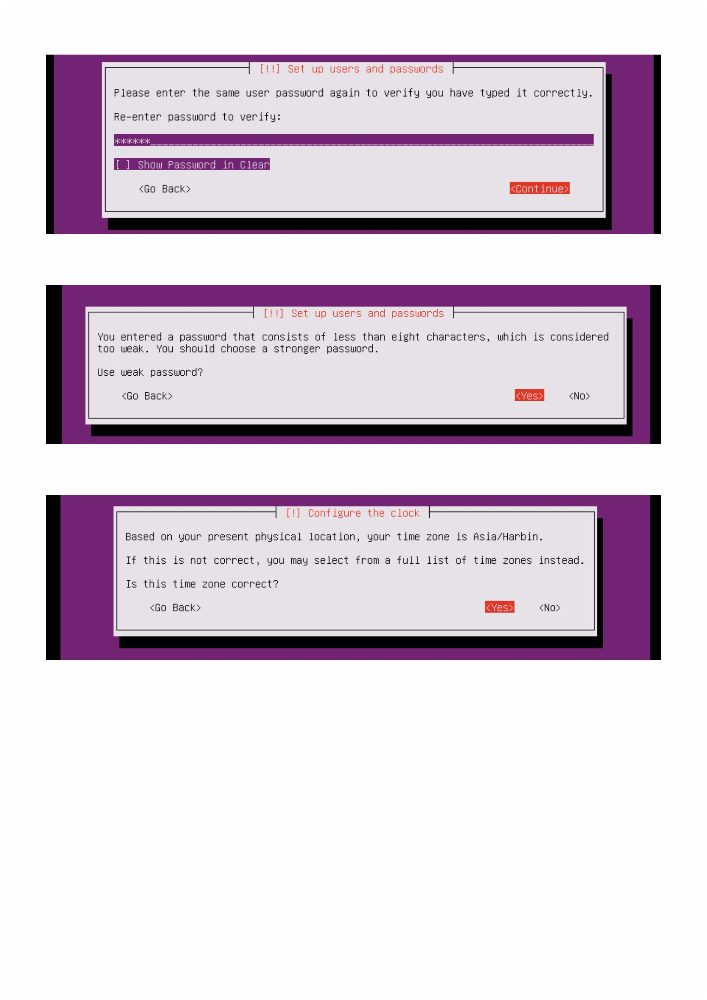 [!!] Set up users and passwords
Please enter the same user password again to verify you have typed it correctly.
Re-enter password to verify:
******
[ ] Show Password in Clear
<Go Back> <Continue>
[!!] Set up users and passwords
You entered a password that consists of less than eight characters, which is considered
too weak. You should choose a stronger password.
Use weak password?
<Go Back> <Yes> <No>
[!] Configure the clock
Based on your present physical location, your time zone is Asia/Harbin.
If this is not correct, you may select from a full list of time zones instead.
Is this time zone correct?
<Go Back> <Yes> <No>